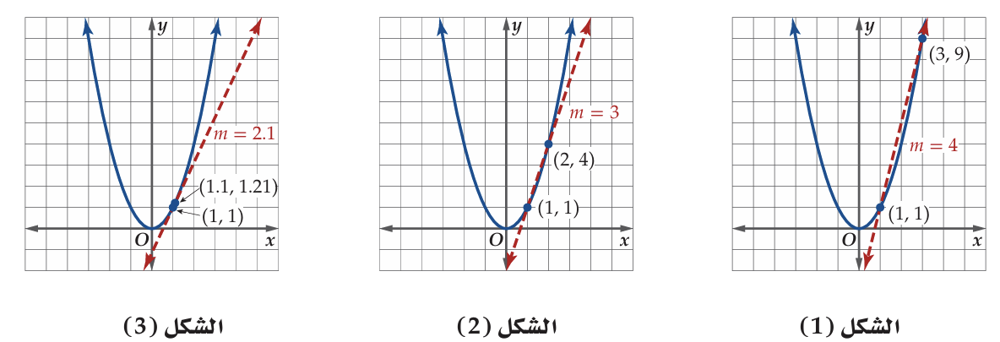 y
(3, 9)
m = 4
(1, 1)
O
x
الشكل (1)
y
m = 3
(2, 4)
(1, 1)
O
x
الشكل (2)
y
m = 2.1
(1.1, 1.21)
(1, 1)
O
x
الشكل (3)